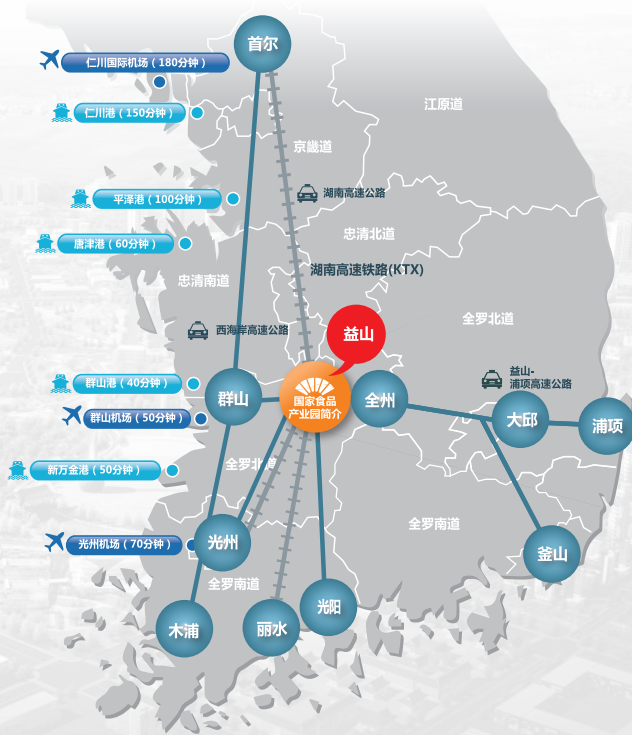 首尔
仁川国际机场（180分钟）
江原道
仁川港（150分钟）
京畿道
湖南高速公路
平泽港（100分钟）
忠清北道
唐津港（60分钟）
湖南高速铁路(KTX)
忠清南道
全罗北道
西海岸高速公路
益山
益山-
浦项高速公路
群山港（40分钟）
群山
国家食品
产业园简介
全州
群山机场（50分钟）
大邱
浦项
全罗北道
新万金港（50分钟）
全罗南道
光州机场（70分钟）
光州
釜山
全罗南道
光阳
木浦
丽水